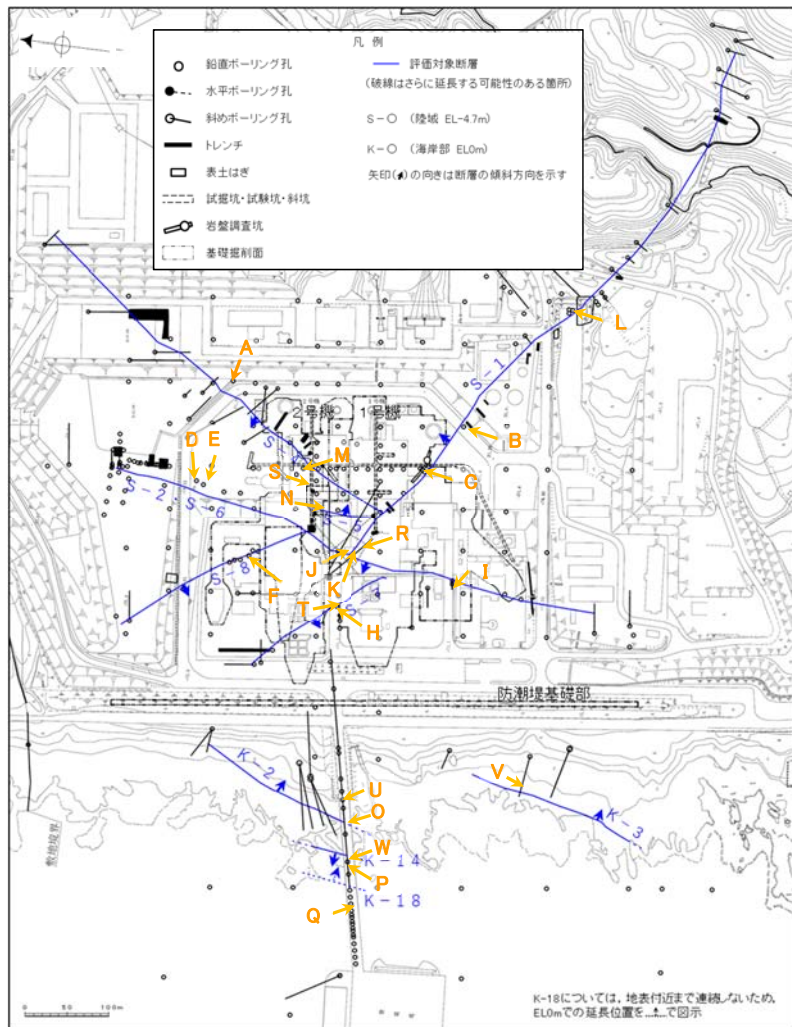 凡 例
鉛直ボーリング孔
水平ボーリング孔
斜めボーリング孔
トレンチ
表土はぎ
試掘坑・試験坑・斜坑
岩盤調査坑
基礎掘削面
評価対象断層
(破線はさらに延長する可能性のある箇所)
S-○ (陸域 EL-4.7m)
K-○ (海岸部 EL0m)
矢印( )の向きは断層の傾斜方向を示す
L
S-1
A
2号機
1号機
B
D
E
M
S
G
N
S-2・S-6
S-5
R
J
K
I
F
S-8
T
H
防潮堤基礎部
K-2
V
U
O
K-3
W
K-14
P
K-18
Q
敷地境界
0 50 100m
K-18については、地表付近まで連続しないため、
EL0mでの延長位置を で図示